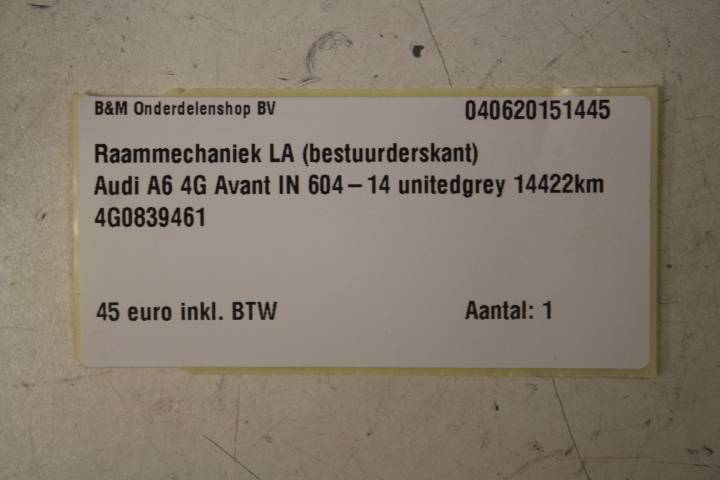 B&M Onderdelenshop BV 040620151445
Raammechaniek LA (bestuurderskant)
Audi A6 4G Avant IN 604-14 unitedgrey 14422km
4G0839461
45 euro inkl. BTW Aantal: 1